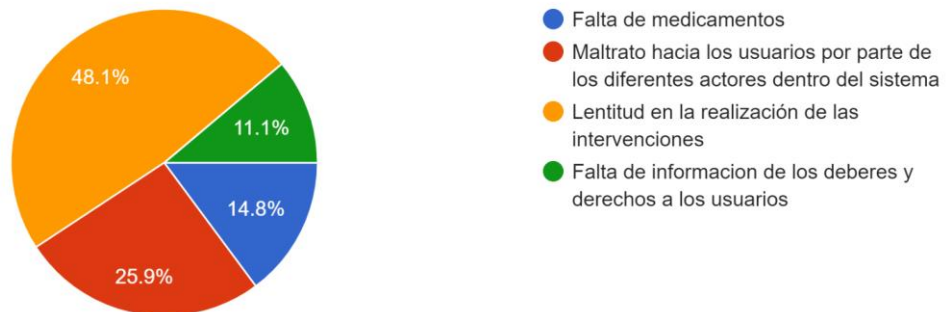 48.1%
11.1%
14.8%
25.9%
Falta de medicamentos
Maltrato hacia los usuarios por parte de
los diferentes actores dentro del sistema
Lentitud en la realización de las
intervenciones
Falta de informacion de los deberes y
derechos a los usuarios